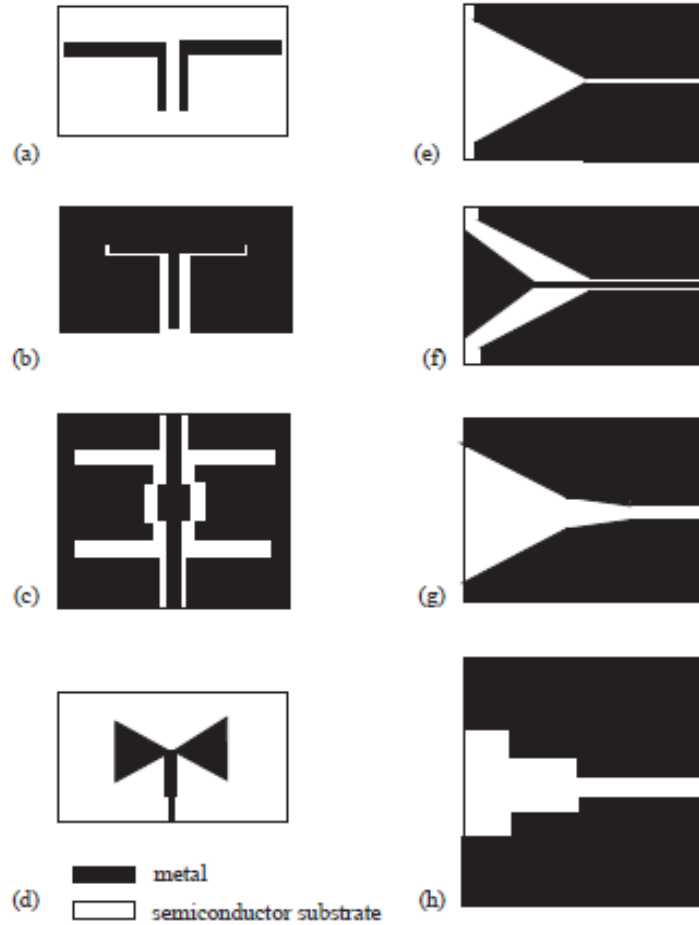 (a)
(e)
(b)
(f)
(c)
(g)
metal
(d)
semiconductor substrate
(h)